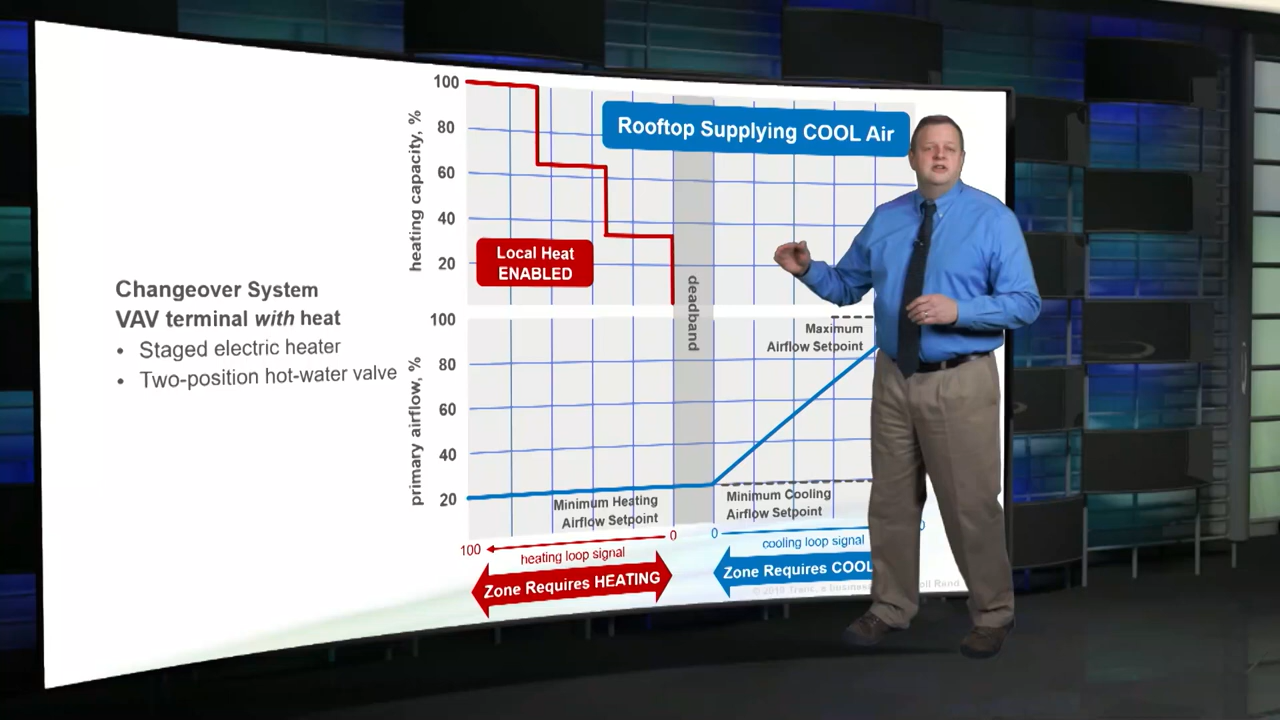 Changeover System
VAV terminal with heat
• Staged electric heater
• Two-position hot-water valve
heating capacity, %
100
80
60
40
20
Rooftop Supplying COOL Air
Local Heat
ENABLED
deadband
primary airflow, %
100
80
60
40
20
Maximum
Airflow Setpoint
Minimum Heating
Airflow Setpoint
Minimum Cooling
Airflow Setpoint
100
0
heating loop signal
0
0
cooling loop signal
Zone Requires HEATING
Zone Requires COOL